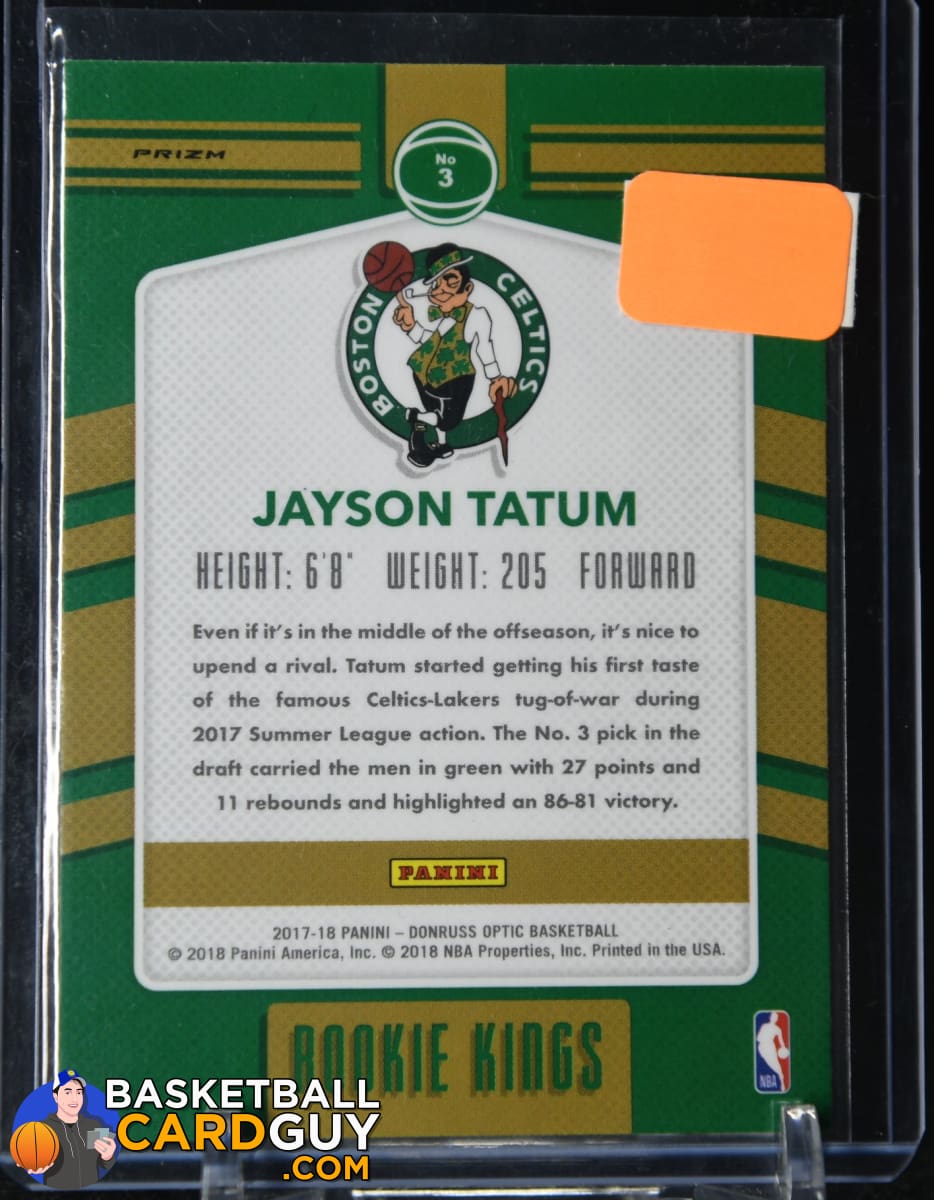 PRIZM
No
3
BOSTON CELTICS
JAYSON TATUM
HEIGHT: 6'8" WEIGHT: 205 FORWARD
Even if it's in the middle of the offseason, it's nice to
upend a rival. Tatum started getting his first taste
of the famous Celtics-Lakers tug-of-war during
2017 Summer League action. The No. 3 pick in the
draft carried the men in green with 27 points and
11 rebounds and highlighted an 86-81 victory.
PANINI
2017-18 PANINI – DONRUSS OPTIC BASKETBALL
© 2018 Panini America, Inc. © 2018 NBA Properties, Inc. Printed in the USA.
ROOKIE KINGS
NBA
BASKETBALL
CARDGUY
.COM